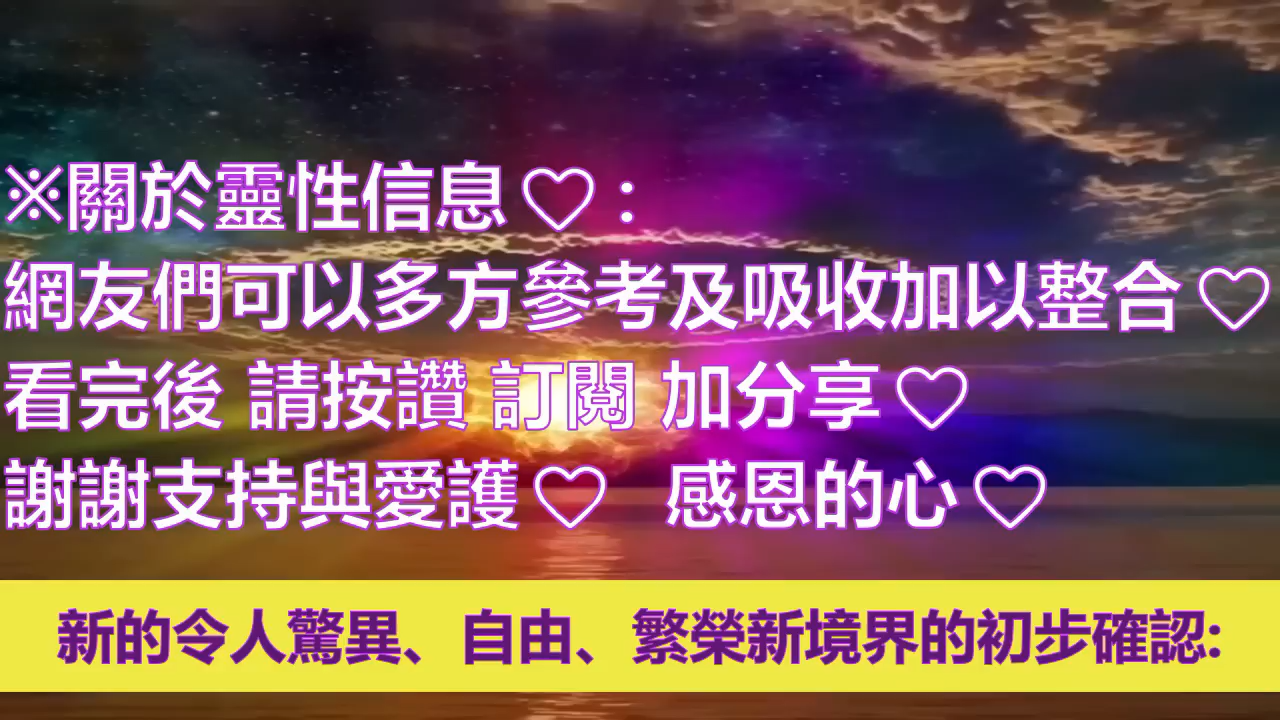 ※關於靈性信息♡:
網友們可以多方參考及吸收加以整合♡
看完後 請按讚 訂閱 加分享♡
謝謝支持與愛護♡ 感恩的心♡
新的令人驚異、自由、繁榮新境界的初步確認: